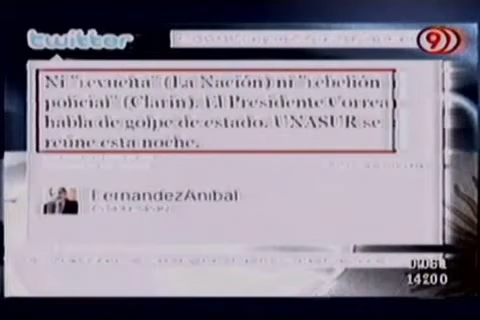 twitter
9
Ni "revuelta" (La Nación) ni "rebelión
policial" (Clarín). El Presidente Correa
habla de golpe de estado. UNASUR se
reúne esta noche.
FernandezAnibal
14200